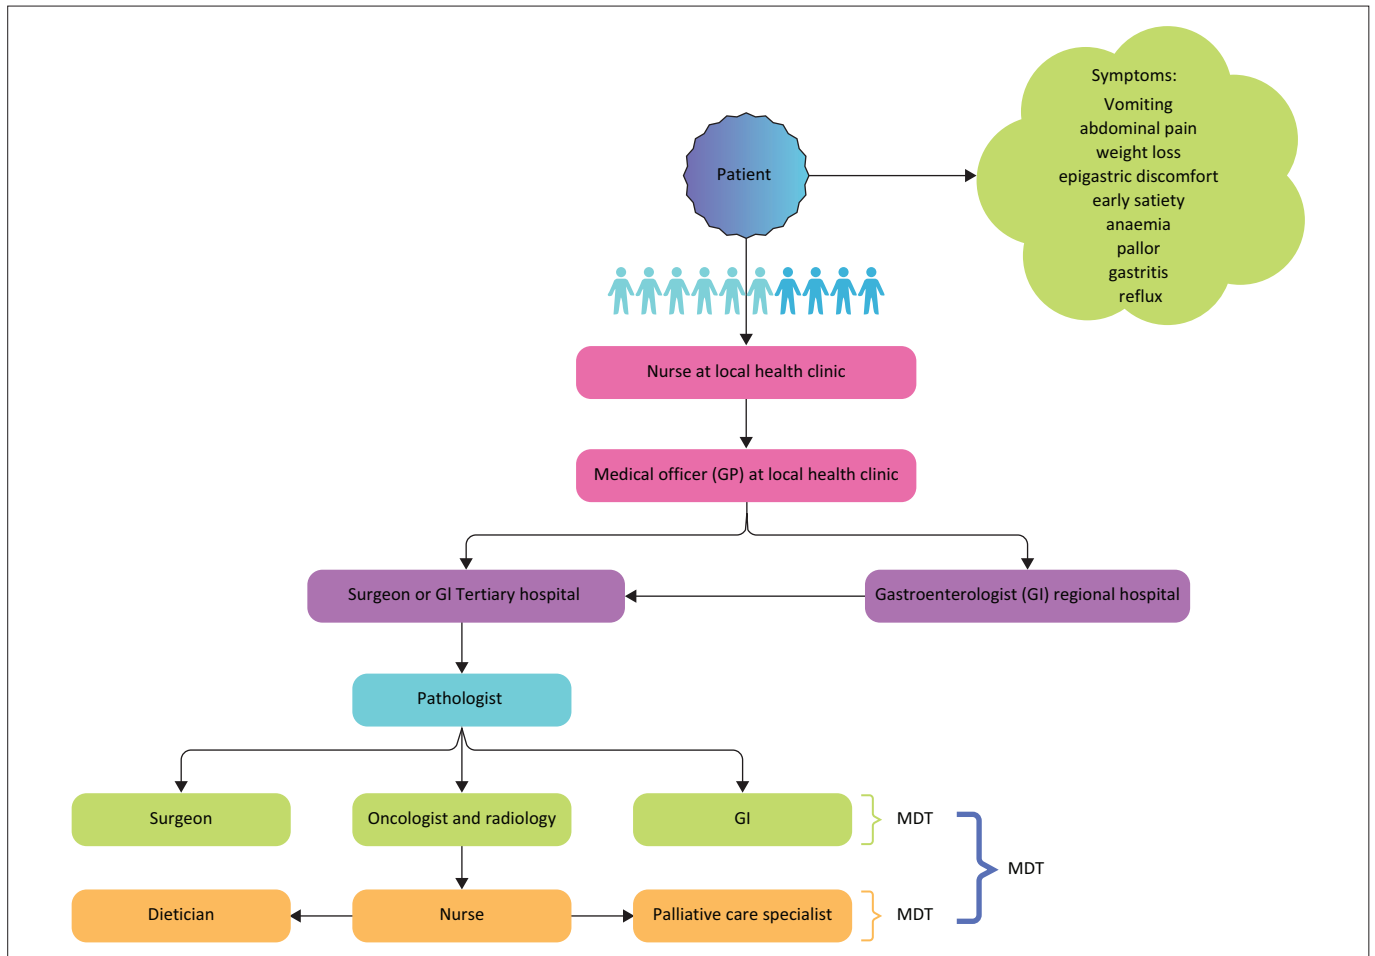 Symptoms:
Vomiting
abdominal pain
weight loss
epigastric discomfort
early satiety
anaemia
pallor
gastritis
reflux
Patient
Nurse at local health clinic
Medical officer (GP) at local health clinic
Surgeon or GI Tertiary hospital
Gastroenterologist (GI) regional hospital
Pathologist
Surgeon
Oncologist and radiology
GI
MDT
MDT
Dietician
Nurse
Palliative care specialist
MDT